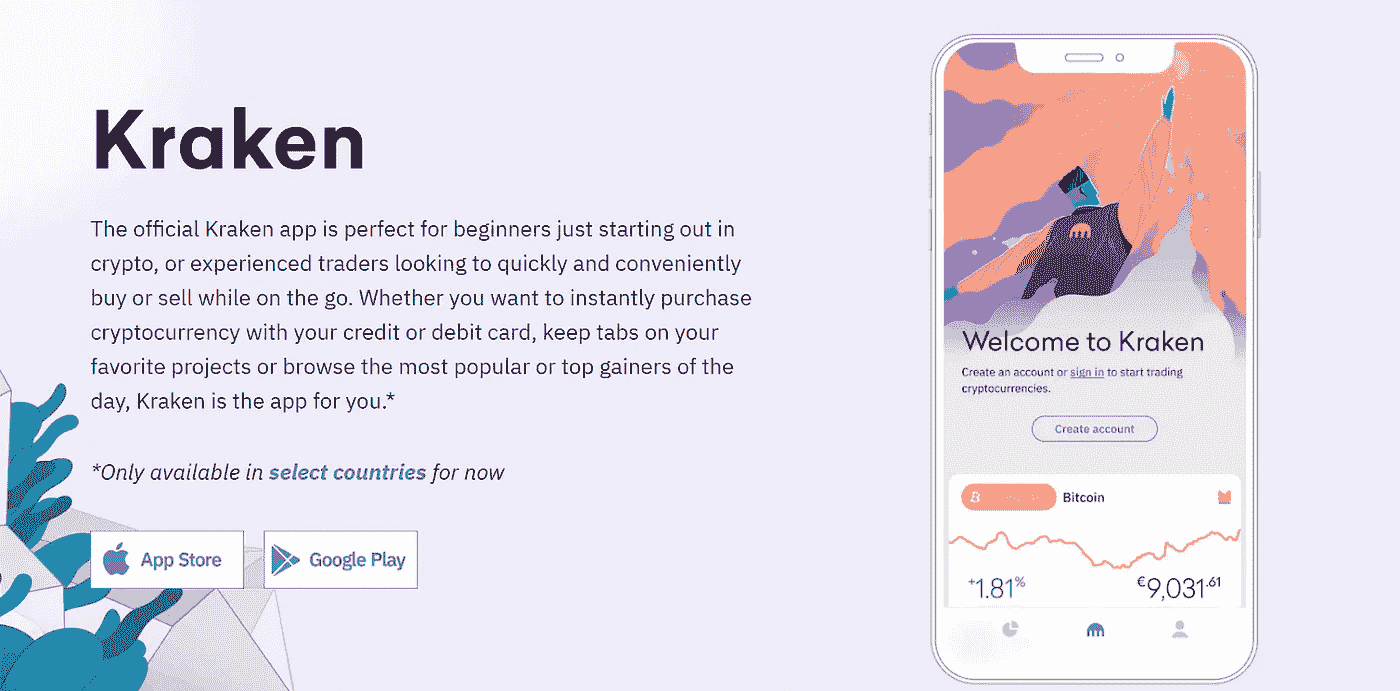 Kraken
The official Kraken app is perfect for beginners just starting out in
crypto, or experienced traders looking to quickly and conveniently
buy or sell while on the go. Whether you want to instantly purchase
cryptocurrency with your credit or debit card, keep tabs on your
favorite projects or browse the most popular or top gainers of the
day, Kraken is the app for you.*
*Only available in select countries for now
App Store
Google Play
Welcome to Kraken
Create an account or sign in to start trading
cryptocurrencies.
Create account
Bitcoin
+1.81%
€9,031.61